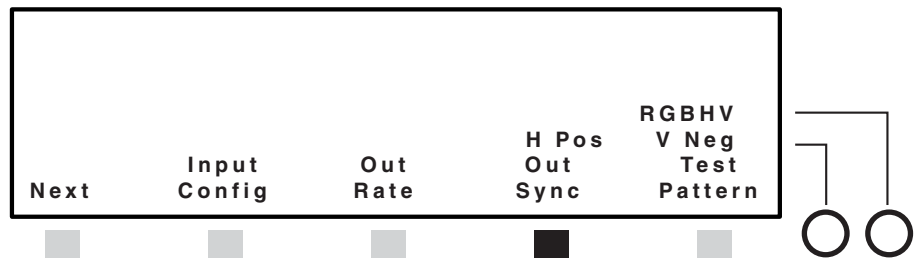 RGBHV
H Pos V Neg
Input Out Out Test
Next Config Rate Sync Pattern